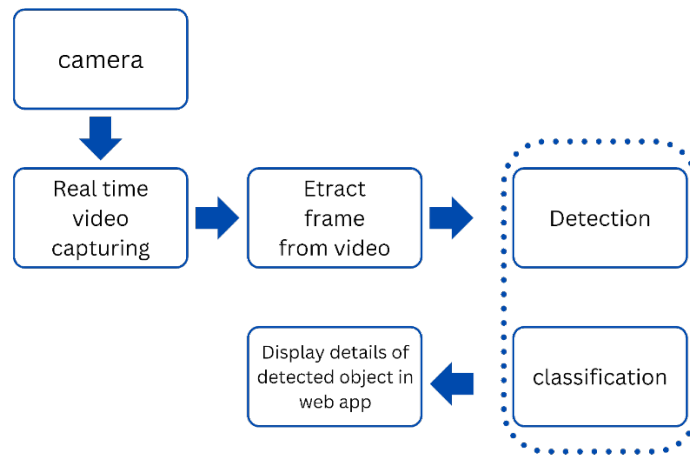 camera
Real time
video
capturing
Etract
frame
from video
Detection
Display details of
detected object in
web app
classification